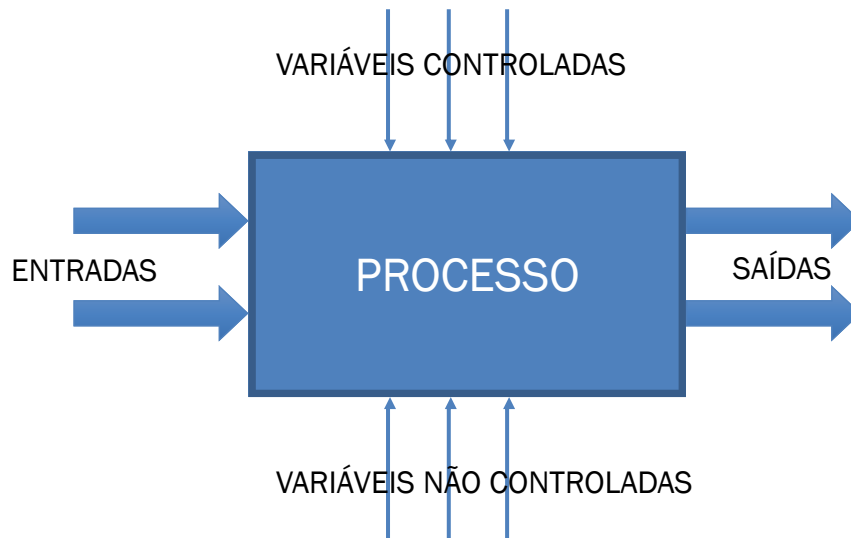 VARIÁVEIS CONTROLADAS
ENTRADAS
PROCESSO
SAÍDAS
VARIÁVEIS NÃO CONTROLADAS